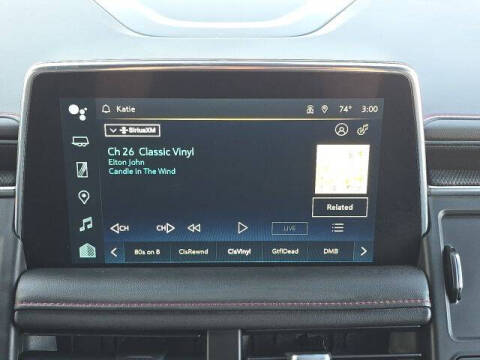 Katie
74° 3:00
SiriusXM
Ch 26 Classic Vinyl
Elton John
Candle In The Wind
Related
CH CH LIVE
80s on 8 ClsRewnd ClsVinyl GrtflDead DMB